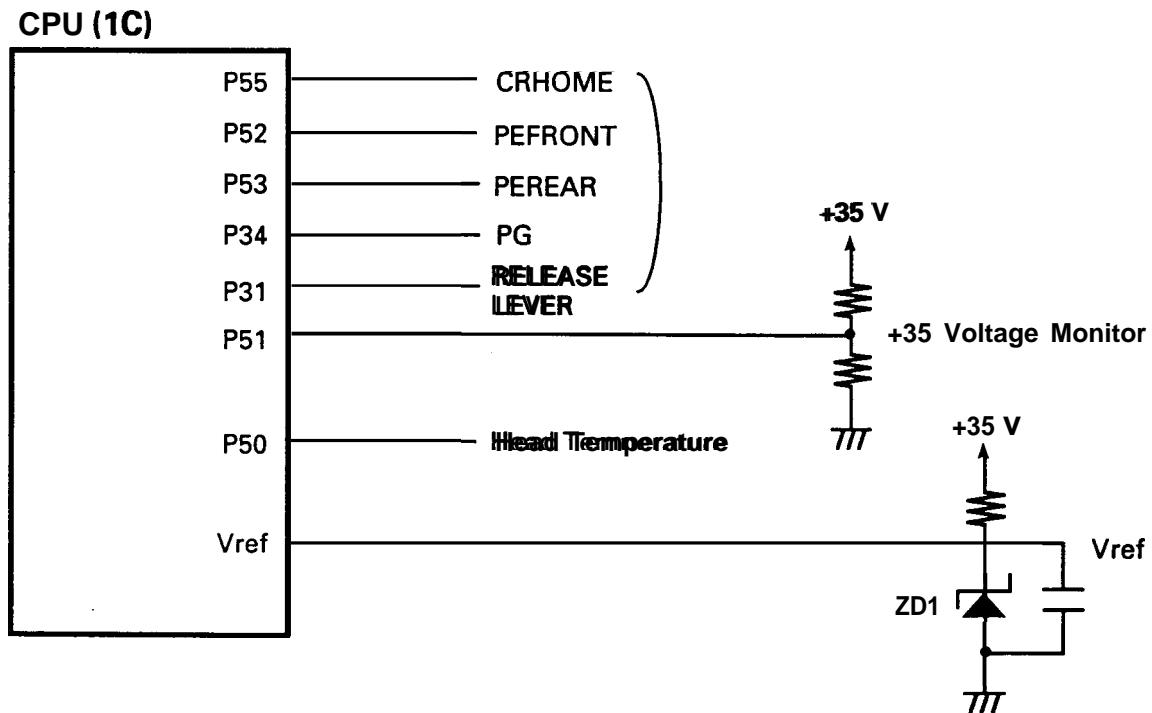 CPU (1C)
P55 CRHOME
P52 PEFRONT
P53 PEREAR
P34 PG
P31 RELEASE
LEVER
+35 V
P51 +35 Voltage Monitor
P50 Head Temperature
+35 V
Vref Vref
ZD1